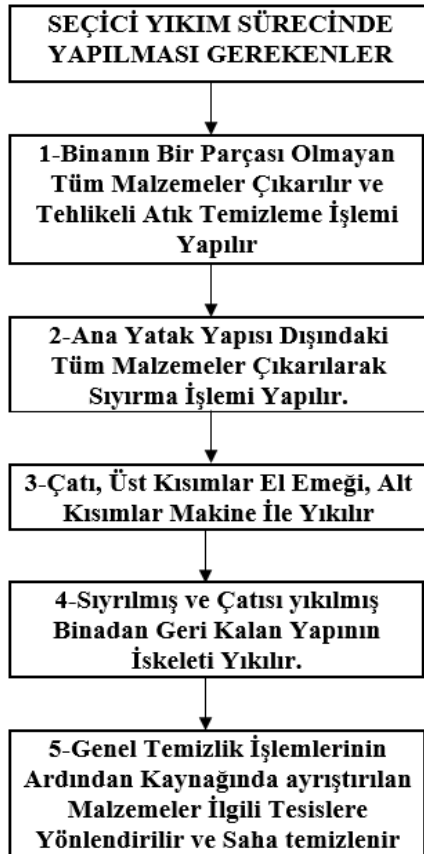 SEÇİCİ YIKIM SÜRECİNDE
YAPILMASI GEREKENLER
1-Binanın Bir Parçası Olmayan
Tüm Malzemeler Çıkarılır ve
Tehlikeli Atık Temizleme İşlemi
Yapılır
2-Ana Yatak Yapısı Dışındaki
Tüm Malzemeler Çıkarılarak
Sıyırma İşlemi Yapılır.
3-Çatı, Üst Kısımlar El Emeği, Alt
Kısımlar Makine İle Yıkılır
4-Sıyrılmış ve Çatısı yıkılmış
Binadan Geri Kalan Yapının
İskeleti Yıkılır.
5-Genel Temizlik İşlemlerinin
Ardından Kaynağında ayrıştırılan
Malzemeler İlgili Tesislere
Yönlendirilir ve Saha temizlenir